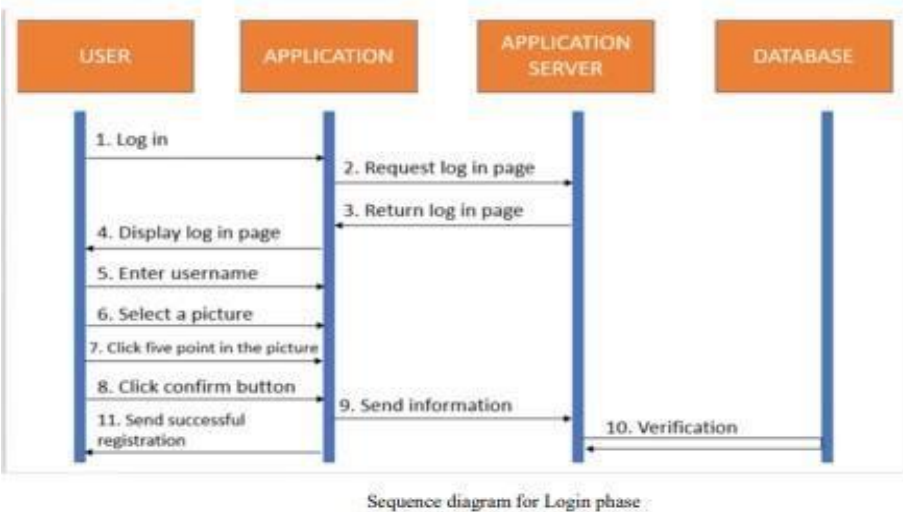 USER
APPLICATION
APPLICATION
SERVER
DATABASE
1. Log in
2. Request log in page
3. Return log in page
4. Display log in page
5. Enter username
6. Select a picture
7. Click five point in the picture
8. Click confirm button
9. Send information
10. Verification
11. Send successful
registration
Sequence diagram for Login phase